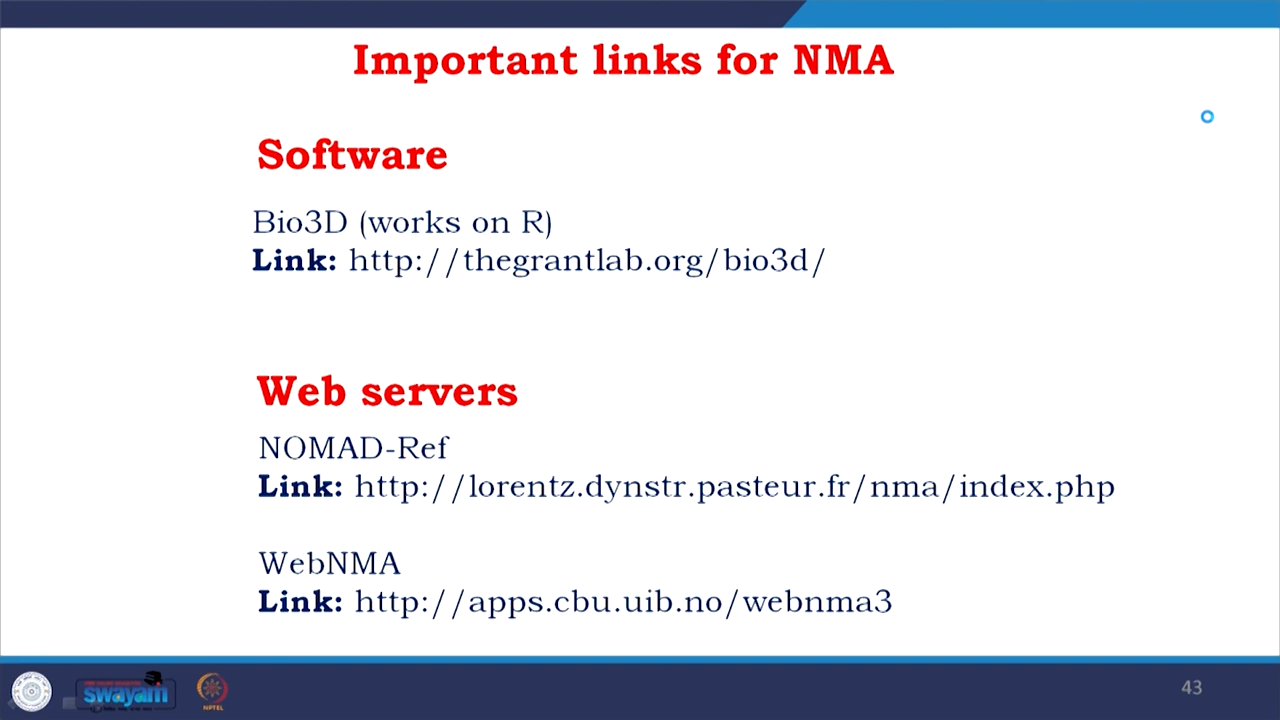 Important links for NMA
Software
Bio3D (works on R)
Link: http://thegrantlab.org/bio3d/
Web servers
NOMAD-Ref
Link: http://lorentz.dynstr.pasteur.fr/nma/index.php
WebNMA
Link: http://apps.cbu.uib.no/webnma3
swayam
NPTEL
43